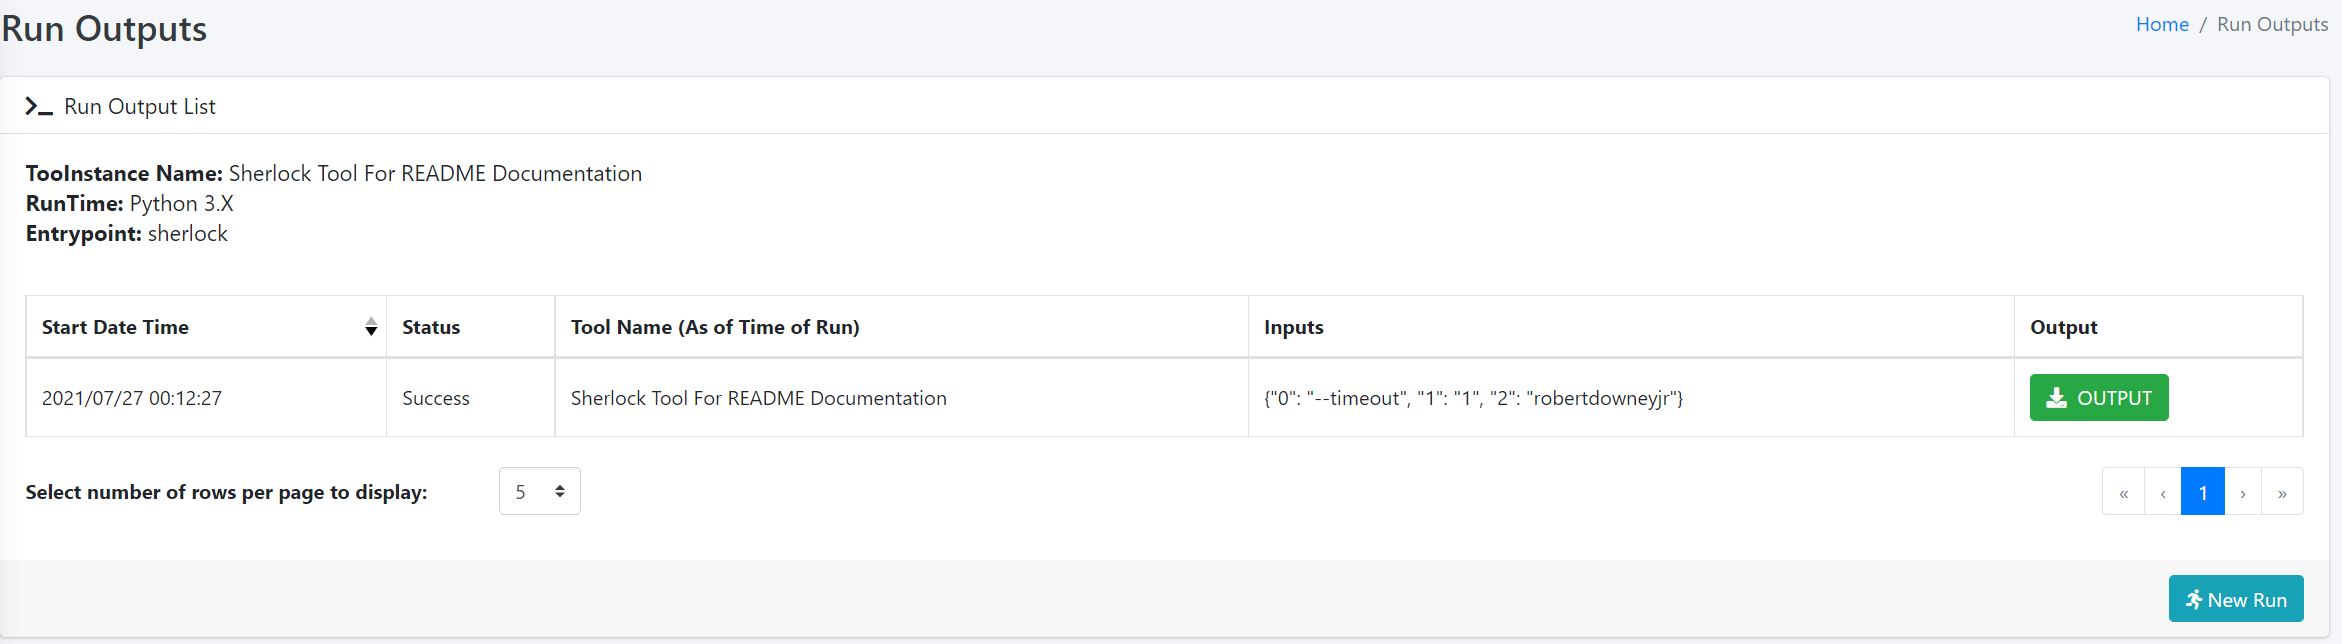 Run Outputs
Home / Run Outputs
Run Output List
ToolInstance Name: Sherlock Tool For README Documentation
RunTime: Python 3.X
Entrypoint: sherlock
Start Date Time Status Tool Name (As of Time of Run) Inputs Output
2021/07/27 00:12:27 Success Sherlock Tool For README Documentation {"0": "--timeout", "1": "1", "2": "robertdowneyjr"} OUTPUT
Select number of rows per page to display: 5 « ‹ 1 › »
New Run